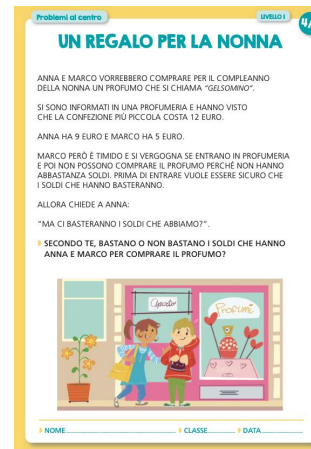 Problemi al centro
LIVELLO 1
UN REGALO PER LA NONNA
ANNA E MARCO VORREBBERO COMPRARE PER IL COMPLEANNO
DELLA NONNA UN PROFUMO CHE SI CHIAMA “GELSOMINO”.
SI SONO INFORMATI IN UNA PROFUMERIA E HANNO VISTO
CHE LA CONFEZIONE PIÙ PICCOLA COSTA 12 EURO.
ANNA HA 9 EURO E MARCO HA 5 EURO.
MARCO PERÒ È TIMIDO E SI VERGOGNA SE ENTRANO IN PROFUMERIA
E POI NON POSSONO COMPRARE IL PROFUMO PERCHÉ NON HANNO
ABBASTANZA SOLDI. PRIMA DI ENTRARE VUOLE ESSERE SICURO CHE
I SOLDI CHE HANNO BASTERANNO.
ALLORA CHIEDE A ANNA:
“MA CI BASTERANNO I SOLDI CHE ABBIAMO?”.
SECONDO TE, BASTANO O NON BASTANO I SOLDI CHE HANNO
ANNA E MARCO PER COMPRARE IL PROFUMO?
Aperto
Profumi
NOME
CLASSE
DATA